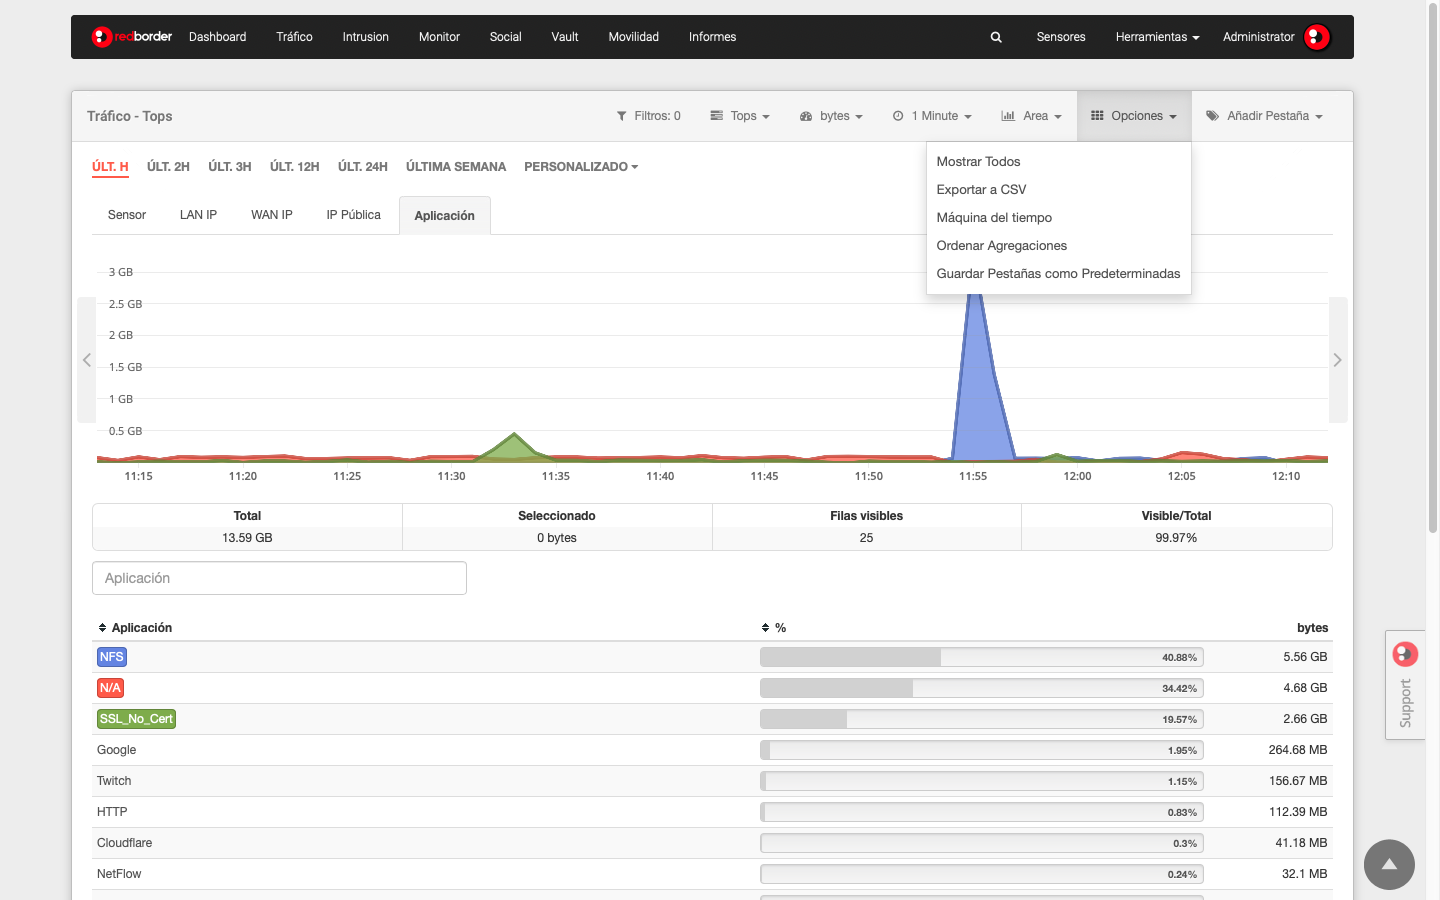 redborder Dashboard Tráfico Intrusion Monitor Social Vault Movilidad Informes Sensores Herramientas Administrator
Tráfico - Tops Filtros: 0 Tops bytes 1 Minute Area Opciones Añadir Pestaña
Mostrar Todos
Exportar a CSV
Máquina del tiempo
Ordenar Agregaciones
Guardar Pestañas como Predeterminadas
ÚLT. H ÚLT. 2H ÚLT. 3H ÚLT. 12H ÚLT. 24H ÚLTIMA SEMANA PERSONALIZADO
Sensor LAN IP WAN IP IP Pública Aplicación
3 GB
2.5 GB
2 GB
1.5 GB
1 GB
0.5 GB
11:15 11:20 11:25 11:30 11:35 11:40 11:45 11:50 11:55 12:00 12:05 12:10
Total Seleccionado Filas visibles Visible/Total
13.59 GB 0 bytes 25 99.97%
Aplicación
Aplicación % bytes
NFS 40.88% 5.56 GB
N/A 34.42% 4.68 GB
SSL_No_Cert 19.57% 2.66 GB
Google 1.95% 264.68 MB
Twitch 1.15% 156.67 MB
HTTP 0.83% 112.39 MB
Cloudflare 0.3% 41.18 MB
NetFlow 0.24% 32.1 MB
Support